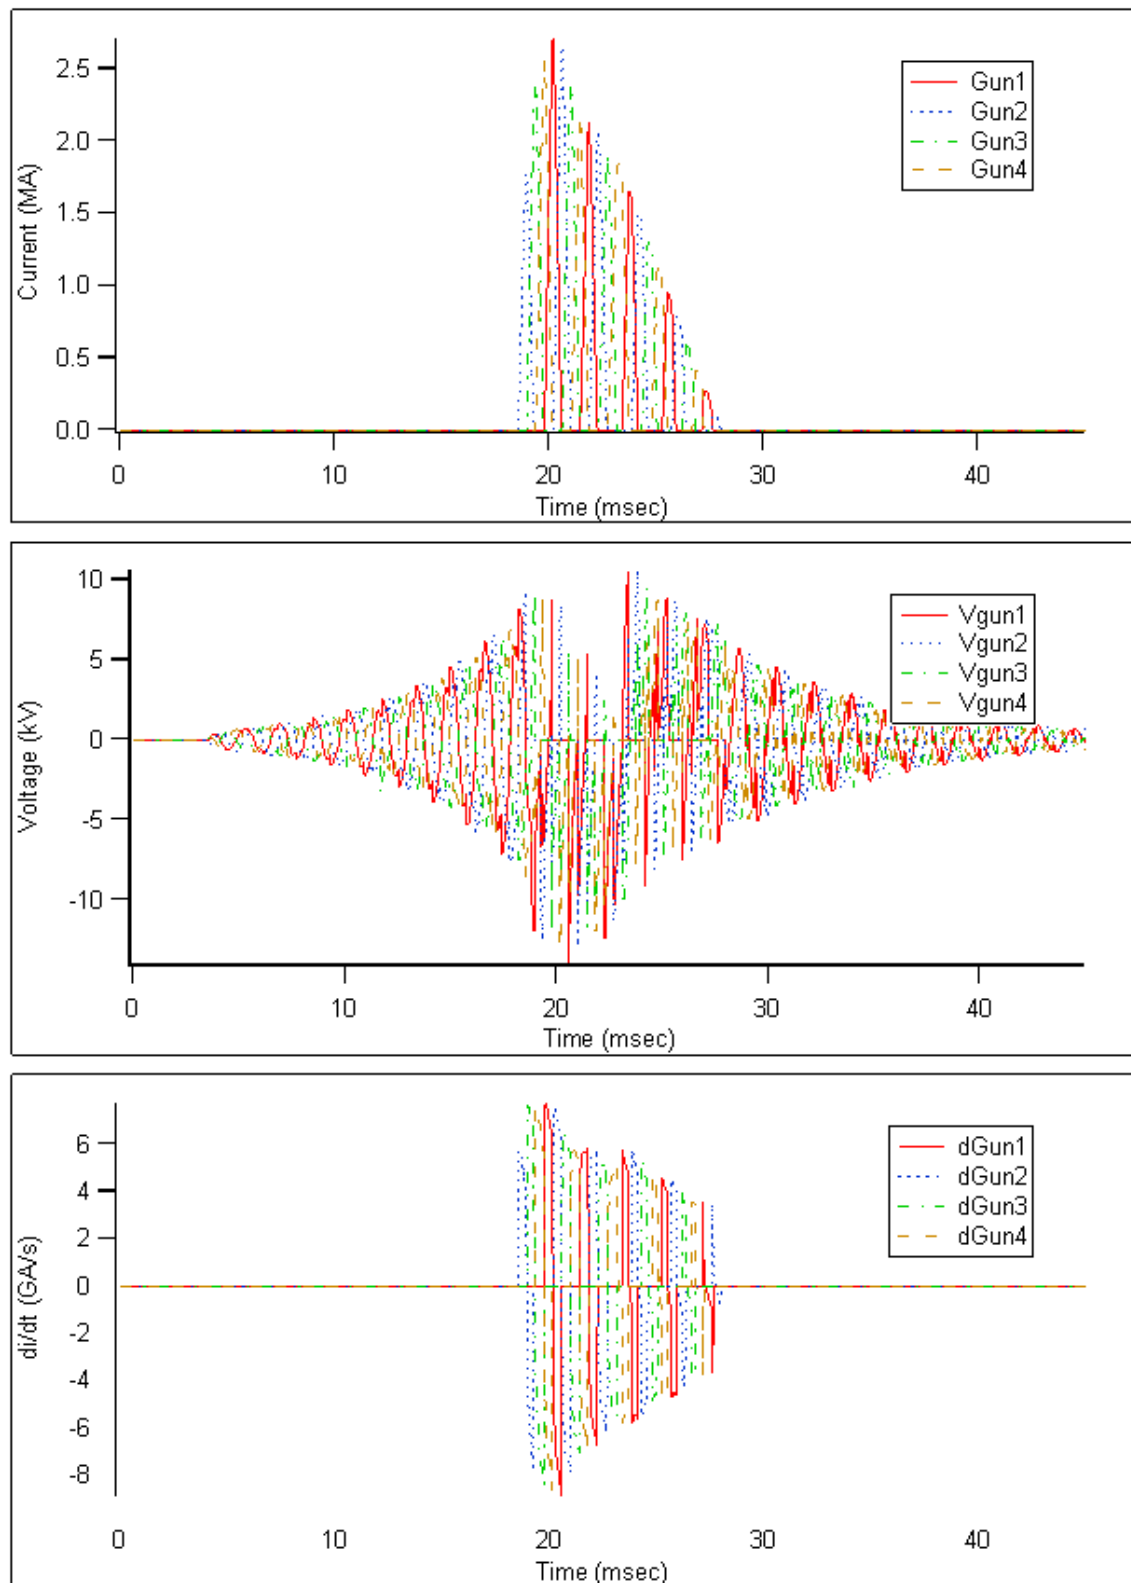 2.5
2.0
1.5
1.0
0.5
0.0
Current (MA)
Gun1
Gun2
Gun3
Gun4
0 10 20 30 40
Time (msec)
10
5
0
-5
-10
Voltage (kV)
Vgun1
Vgun2
Vgun3
Vgun4
0 10 20 30 40
Time (msec)
6
4
2
0
-2
-4
-6
-8
di/dt (GA/s)
dGun1
dGun2
dGun3
dGun4
0 10 20 30 40
Time (msec)